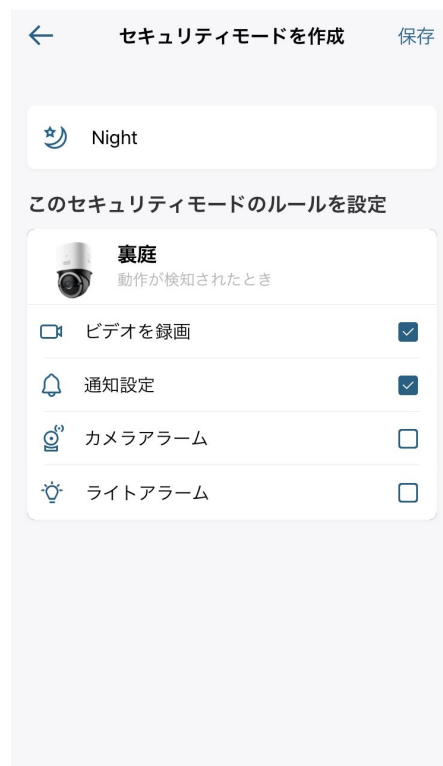 セキュリティモードを作成 保存
Night
このセキュリティモードのルールを設定
裏庭
動作が検知されたとき
ビデオを録画
通知設定
カメラアラーム
ライトアラーム